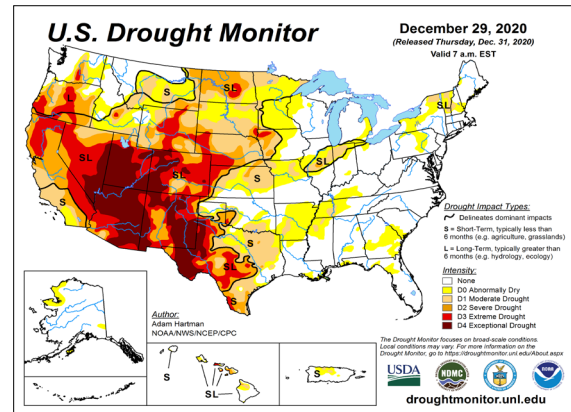 U.S. Drought Monitor
December 29, 2020
(Released Thursday, Dec. 31, 2020)
Valid 7 a.m. EST
S
SL
L
SL
SL
SL
SL
S
S
S
SL
S
Drought Impact Types:
Delineates dominant impacts
S = Short-Term, typically less than
6 months (e.g. agriculture, grasslands)
L = Long-Term, typically greater than
6 months (e.g. hydrology, ecology)
Intensity:
None
D0 Abnormally Dry
D1 Moderate Drought
D2 Severe Drought
D3 Extreme Drought
D4 Exceptional Drought
Author:
Adam Hartman
NOAA/NWS/NCEP/CPC
S
SL
S
The Drought Monitor focuses on broad-scale conditions.
Local conditions may vary. For more information on the
Drought Monitor, go to https://droughtmonitor.unl.edu/About.aspx
USDA
NDMC
NOAA
droughtmonitor.unl.edu